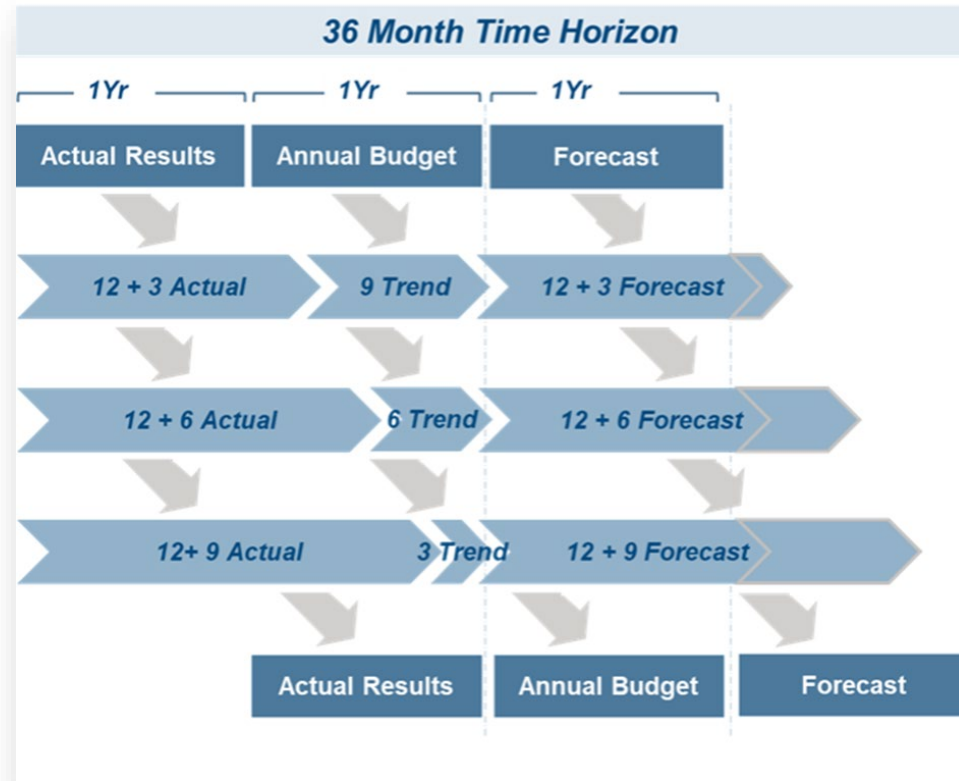 36 Month Time Horizon
1Yr
1Yr
1Yr
Actual Results
Annual Budget
Forecast
12 + 3 Actual
9 Trend
12 + 3 Forecast
12 + 6 Actual
6 Trend
12 + 6 Forecast
12+ 9 Actual
3 Trend
12 + 9 Forecast
Actual Results
Annual Budget
Forecast